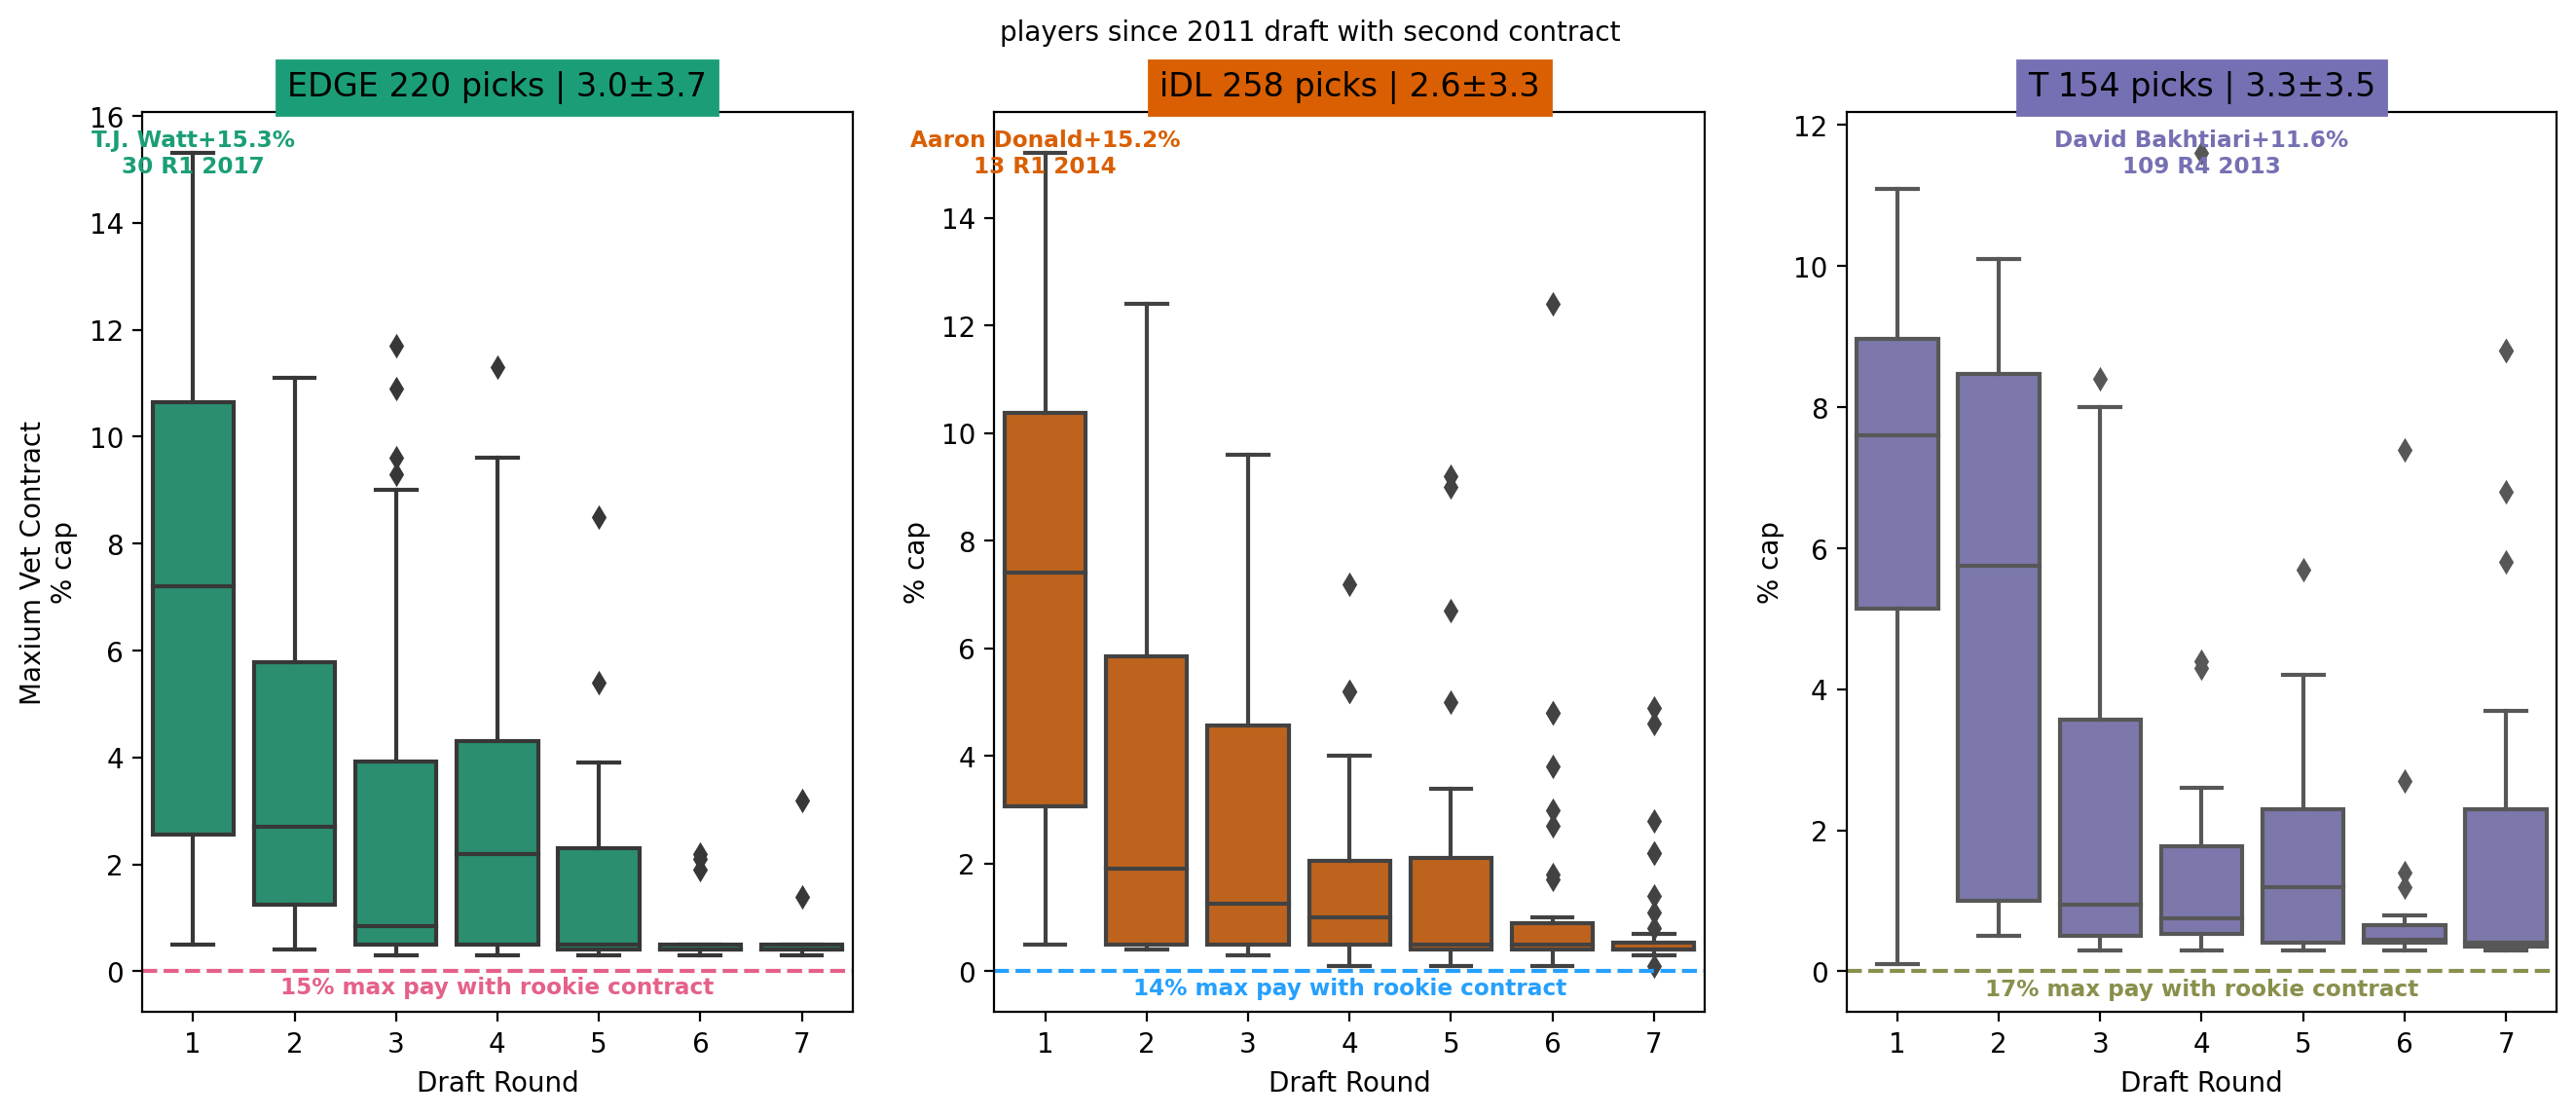 players since 2011 draft with second contract
EDGE 220 picks | 3.0±3.7
16
14
12
10
8
6
4
2
0
Maxium Vet Contract
% cap
T.J. Watt+15.3%
30 R1 2017
15% max pay with rookie contract
1 2 3 4 5 6 7
Draft Round
iDL 258 picks | 2.6±3.3
14
12
10
8
6
4
2
0
% cap
Aaron Donald+15.2%
13 R1 2014
14% max pay with rookie contract
1 2 3 4 5 6 7
Draft Round
T 154 picks | 3.3±3.5
12
10
8
6
4
2
0
% cap
David Bakhtiari+11.6%
109 R4 2013
17% max pay with rookie contract
1 2 3 4 5 6 7
Draft Round